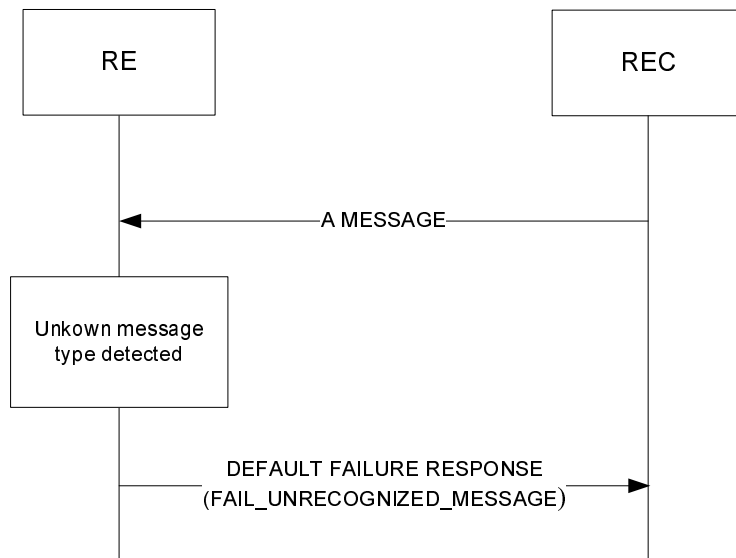 RE
REC
A MESSAGE
Unkown message
type detected
DEFAULT FAILURE RESPONSE
(FAIL_UNRECOGNIZED_MESSAGE)